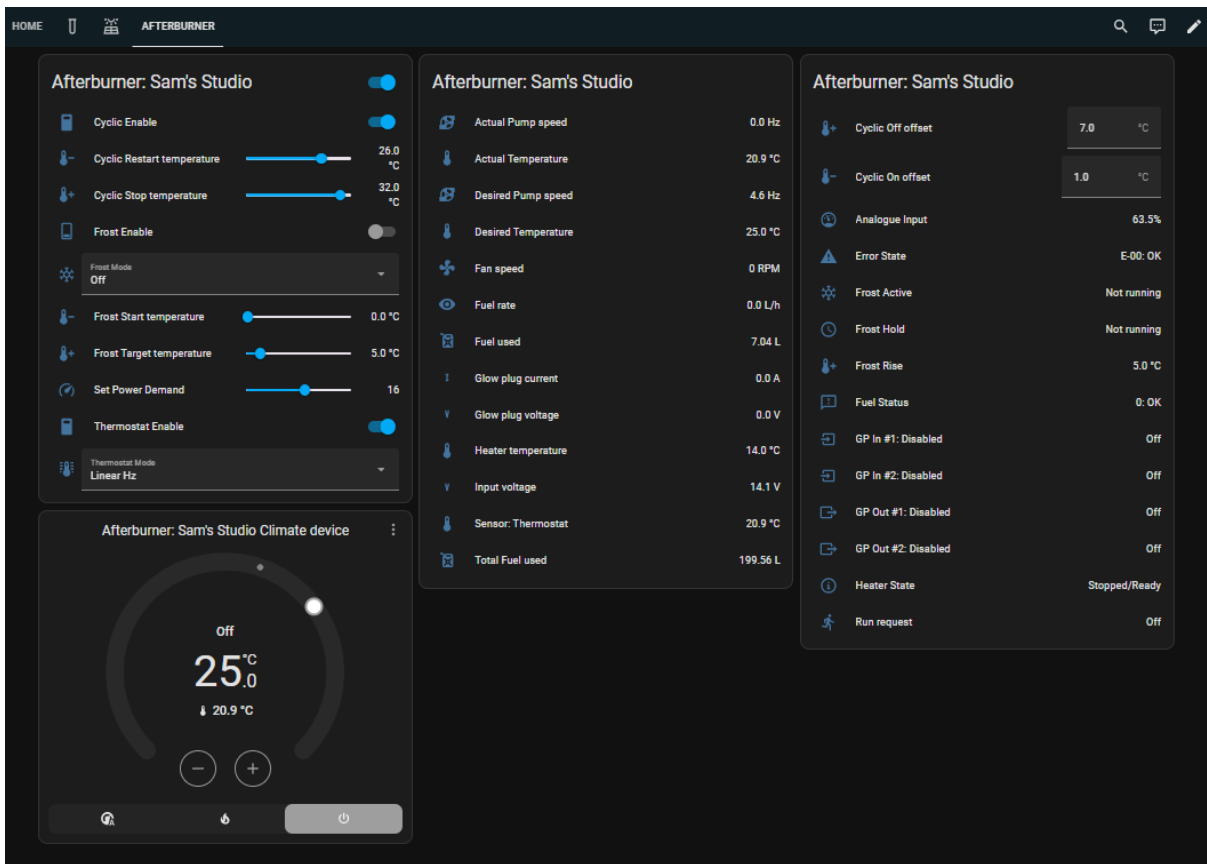 HOME AFTERBURNER
Afterburner: Sam's Studio
Cyclic Enable
Cyclic Restart temperature 26.0 °C
Cyclic Stop temperature 32.0 °C
Frost Enable
Frost Mode
Off
Frost Start temperature 0.0 °C
Frost Target temperature 5.0 °C
Set Power Demand 16
Thermostat Enable
Thermostat Mode
Linear Hz
Afterburner: Sam's Studio Climate device
Off
25.0 °C
20.9 °C
Afterburner: Sam's Studio
Actual Pump speed 0.0 Hz
Actual Temperature 20.9 °C
Desired Pump speed 4.6 Hz
Desired Temperature 25.0 °C
Fan speed 0 RPM
Fuel rate 0.0 L/h
Fuel used 7.04 L
Glow plug current 0.0 A
Glow plug voltage 0.0 V
Heater temperature 14.0 °C
Input voltage 14.1 V
Sensor: Thermostat 20.9 °C
Total Fuel used 199.56 L
Afterburner: Sam's Studio
Cyclic Off offset 7.0 °C
Cyclic On offset 1.0 °C
Analogue Input 63.5%
Error State E-00: OK
Frost Active Not running
Frost Hold Not running
Frost Rise 5.0 °C
Fuel Status 0: OK
GP In #1: Disabled Off
GP In #2: Disabled Off
GP Out #1: Disabled Off
GP Out #2: Disabled Off
Heater State Stopped/Ready
Run request Off